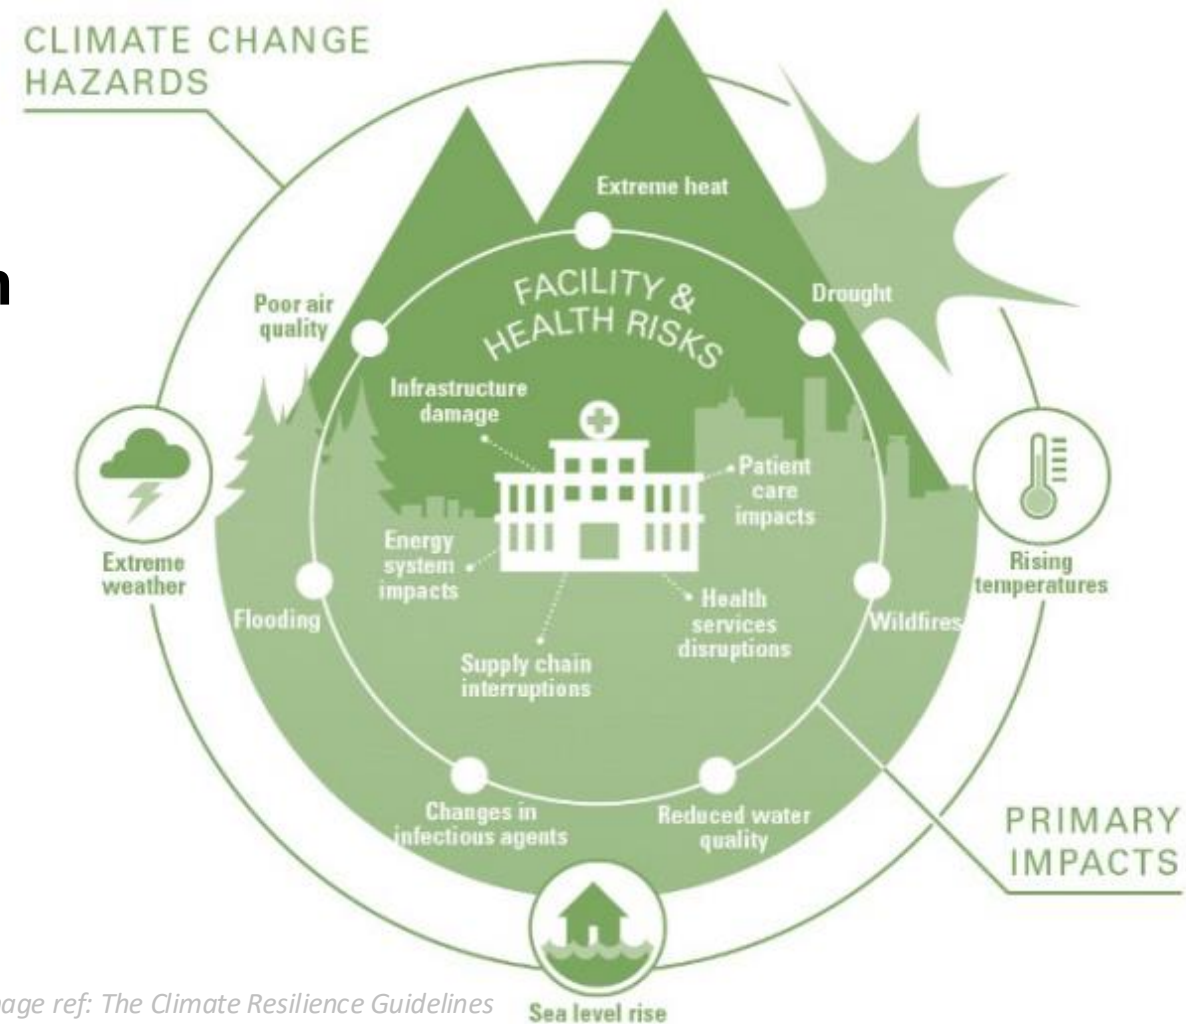 CLIMATE CHANGE
HAZARDS
Extreme heat
FACILITY &
HEALTH RISKS
Drought
Poor air
quality
Infrastructure
damage
Patient
care
impacts
Energy
system
impacts
Extreme
weather
Rising
temperatures
Flooding
Health
services
disruptions
Wildfires
Supply chain
interruptions
Changes in
infectious agents
Reduced water
quality
PRIMARY
IMPACTS
ref: The Climate Resilience Guidelines
Sea level rise